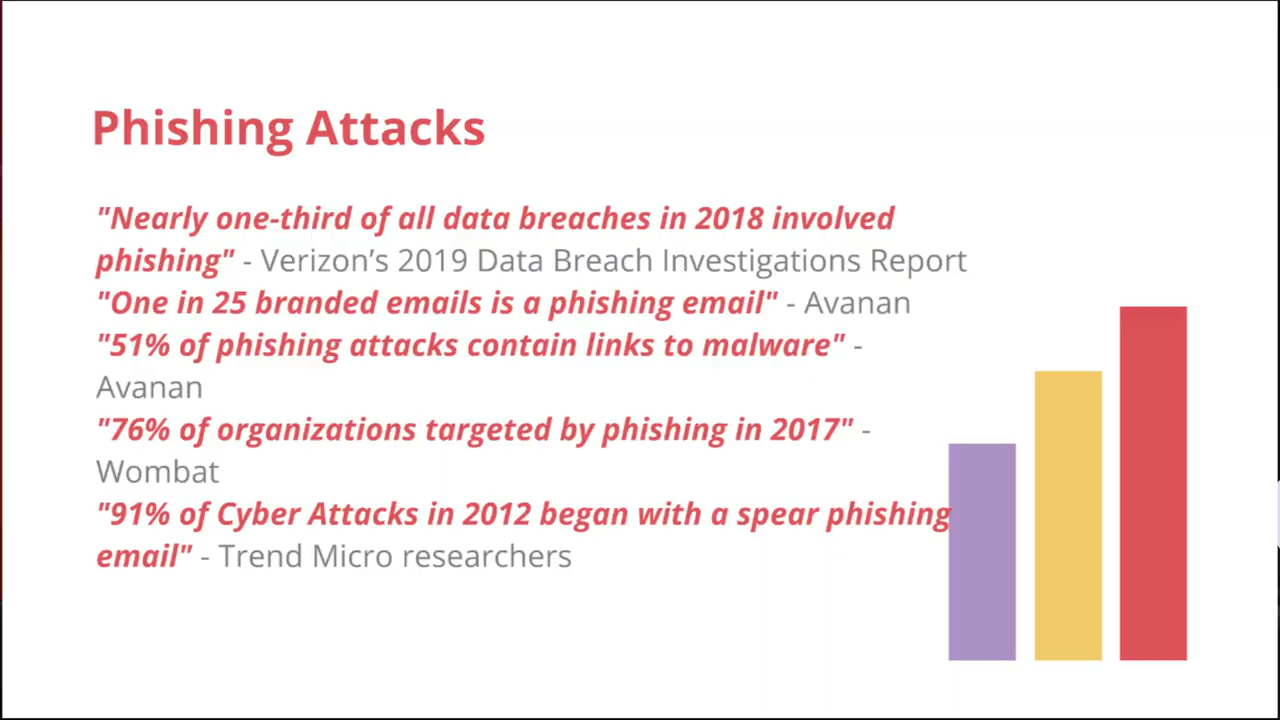 Phishing Attacks
"Nearly one-third of all data breaches in 2018 involved
phishing" - Verizon’s 2019 Data Breach Investigations Report
"One in 25 branded emails is a phishing email" - Avanan
"51% of phishing attacks contain links to malware" -
Avanan
"76% of organizations targeted by phishing in 2017" -
Wombat
"91% of Cyber Attacks in 2012 began with a spear phishing
email" - Trend Micro researchers